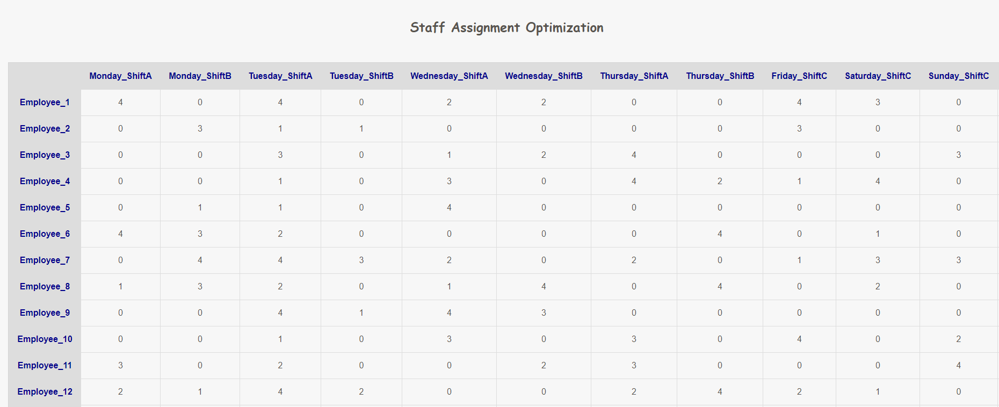 Staff Assignment Optimization
Monday_ShiftA Monday_ShiftB Tuesday_ShiftA Tuesday_ShiftB Wednesday_ShiftA Wednesday_ShiftB Thursday_ShiftA Thursday_ShiftB Friday_ShiftC Saturday_ShiftC Sunday_ShiftC
Employee_1 4 0 4 0 2 2 0 0 4 3 0
Employee_2 0 3 1 1 0 0 0 0 3 0 0
Employee_3 0 0 3 0 1 2 4 0 0 0 3
Employee_4 0 0 1 0 3 0 4 2 1 4 0
Employee_5 0 1 1 0 4 0 0 0 0 0 0
Employee_6 4 3 2 0 0 0 0 4 0 1 0
Employee_7 0 4 4 3 2 0 2 0 1 3 3
Employee_8 1 3 2 0 1 4 0 4 0 2 0
Employee_9 0 0 4 1 4 3 0 0 0 0 0
Employee_10 0 0 1 0 3 0 3 0 4 0 2
Employee_11 3 0 2 0 0 2 3 0 0 0 4
Employee_12 2 1 4 2 0 0 2 4 2 1 0